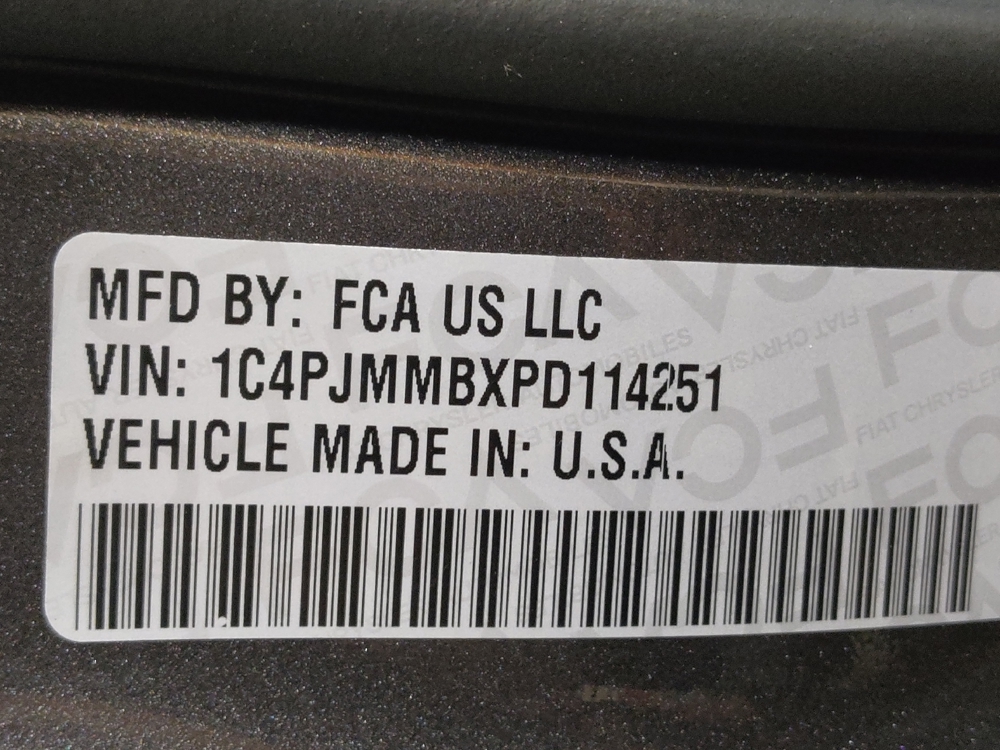 MFD BY: FCA US LLC
VIN: 1C4PJMMBXPD114251
VEHICLE MADE IN: U.S.A.